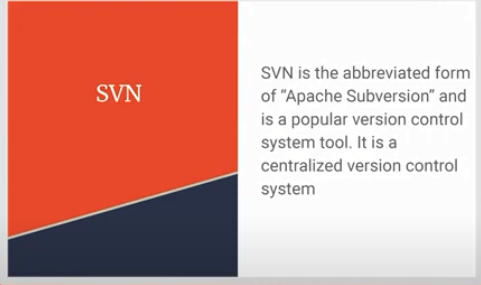 SVN
SVN is the abbreviated form
of “Apache Subversion” and
is a popular version control
system tool. It is a
centralized version control
system